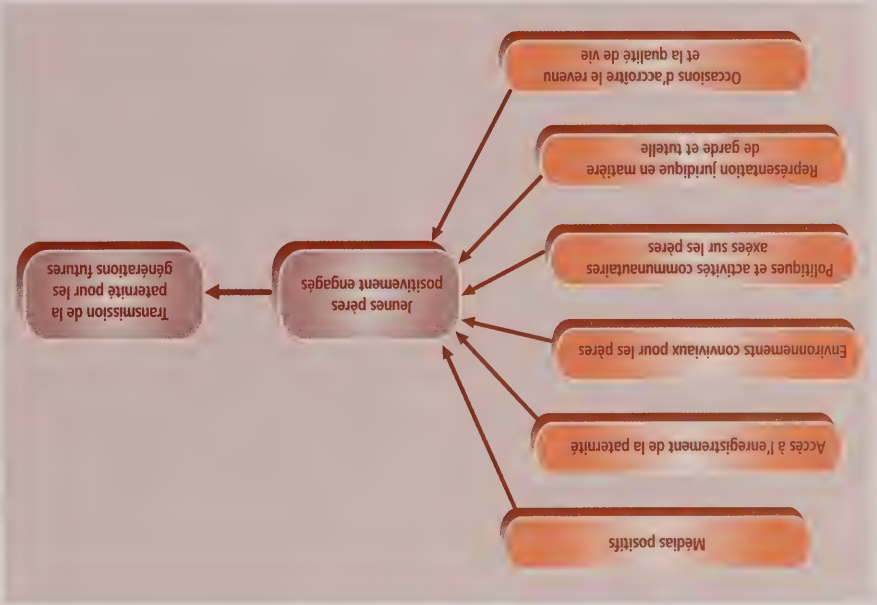 Médias positifs
Accès à l'enregistrement de la paternité
Environnements conviviaux pour les pères
Politiques et activités communautaires
axées sur les pères
Représentation juridique en matière
de garde et tutelle
Occasions d'accroître le revenu
et la qualité de vie
Jeunes pères
positivement engagés
Transmission de la
paternité pour les
générations futures